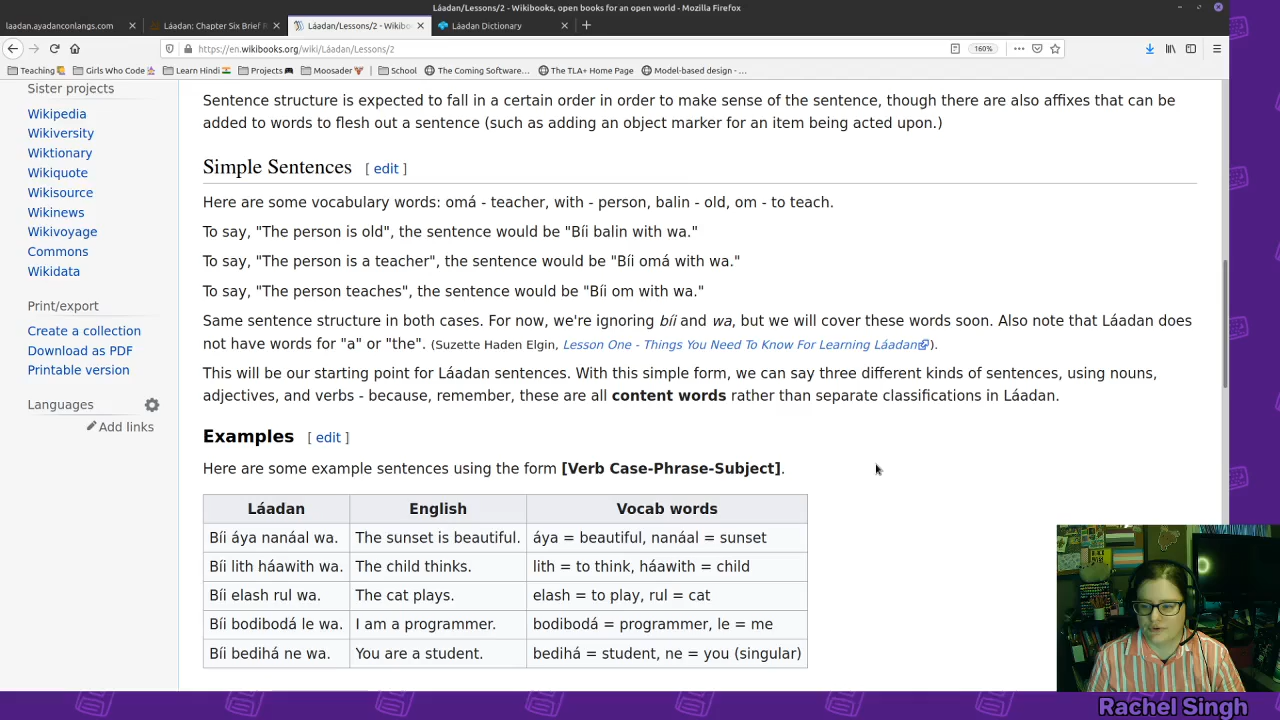 Láadan/Lessons/2 - Wikibooks, open books for an open world - Mozilla Firefox
laadan.ayadanconlangs.com
Láadan; Chapter Six Brief R
Láadan/Lessons/2 - Wikibo
Láadan Dictionary
https://en.wikibooks.org/wiki/Láadan/Lessons/2
160%
Teaching Girls Who Code Learn Hindi Projects Moosader School The Coming Software... The TLA+ Home Page Model-based design - ...
Sister projects
Wikipedia
Wikiversity
Wiktionary
Wikiquote
Wikisource
Wikinews
Wikivoyage
Commons
Wikidata
Print/export
Create a collection
Download as PDF
Printable version
Languages
Add links
Sentence structure is expected to fall in a certain order in order to make sense of the sentence, though there are also affixes that can be
added to words to flesh out a sentence (such as adding an object marker for an item being acted upon.)
Simple Sentences [ edit ]
Here are some vocabulary words: omá - teacher, with - person, balin - old, om - to teach.
To say, "The person is old", the sentence would be "Bíi balin with wa."
To say, "The person is a teacher", the sentence would be "Bíi omá with wa."
To say, "The person teaches", the sentence would be "Bíi om with wa."
Same sentence structure in both cases. For now, we're ignoring bíi and wa, but we will cover these words soon. Also note that Láadan does
not have words for "a" or "the". (Suzette Haden Elgin, Lesson One - Things You Need To Know For Learning Láadan).
This will be our starting point for Láadan sentences. With this simple form, we can say three different kinds of sentences, using nouns,
adjectives, and verbs - because, remember, these are all content words rather than separate classifications in Láadan.
Examples [ edit ]
Here are some example sentences using the form [Verb Case-Phrase-Subject].
Láadan English Vocab words
Bíi áya nanáal wa. The sunset is beautiful. áya = beautiful, nanáal = sunset
Bíi lith háawith wa. The child thinks. lith = to think, háawith = child
Bíi elash rul wa. The cat plays. elash = to play, rul = cat
Bíi bodibodá le wa. I am a programmer. bodibodá = programmer, le = me
Bíi bedihá ne wa. You are a student. bedihá = student, ne = you (singular)
Rachel Singh